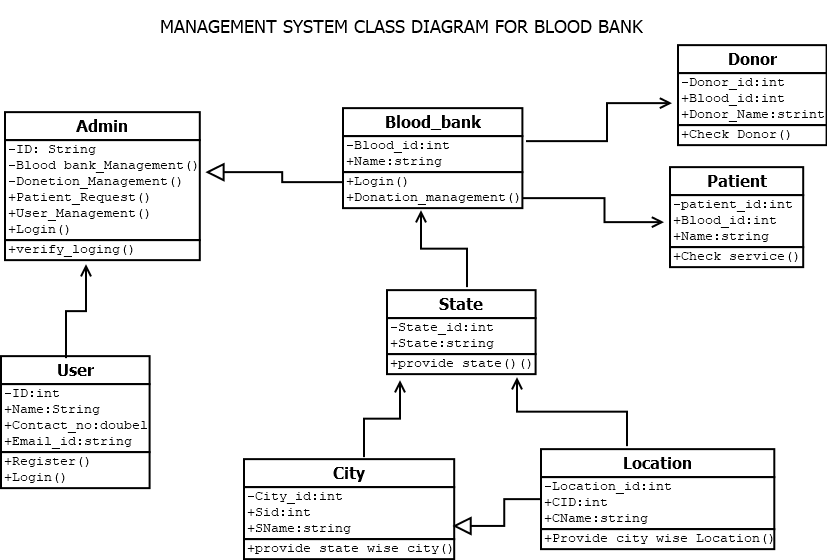 MANAGEMENT SYSTEM CLASS DIAGRAM FOR BLOOD BANK
Donor
-Donor_id:int
+Blood_id:int
+Donor_Name:strint
+Check Donor()
Admin
-ID: String
-Blood bank_Management()
-Donetion_Management()
+Patient_Request()
+User_Management()
+Login()
+verify_loging()
Blood_bank
-Blood_id:int
+Name:string
+Login()
+Donation_management()
Patient
-patient_id:int
+Blood_id:int
+Name:string
+Check service()
State
-State_id:int
+State:string
+provide state()()
User
-ID:int
+Name:String
+Contact_no:doubel
+Email_id:string
+Register()
+Login()
City
-City_id:int
+Sid:int
+SName:string
+provide state wise city()
Location
-Location_id:int
+CID:int
+CName:string
+Provide city wise Location()